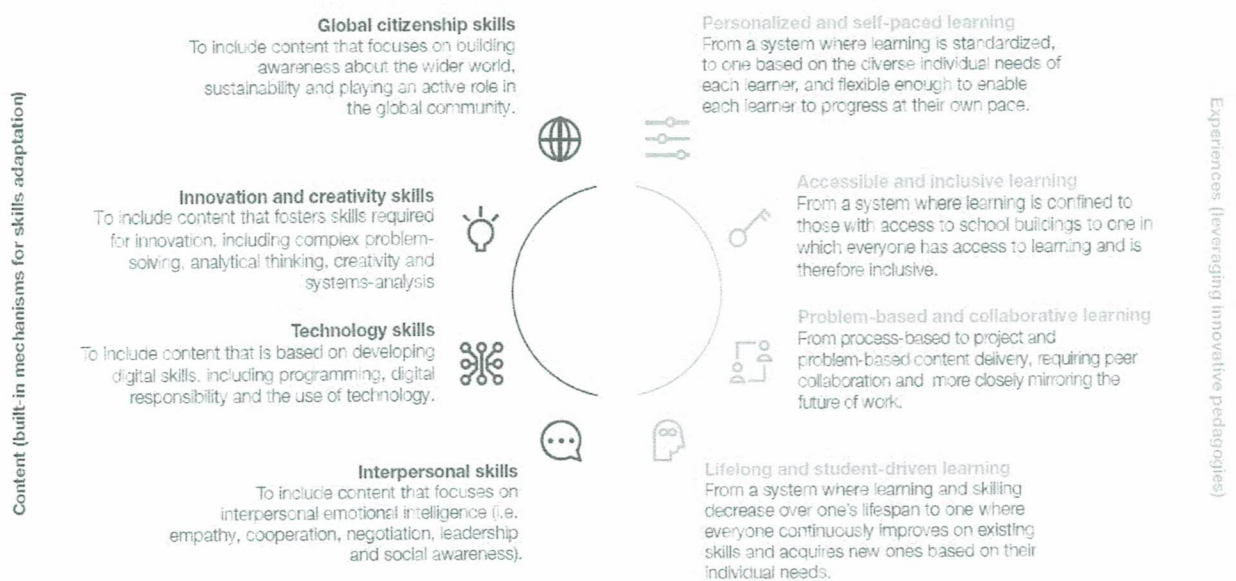 Content (built-in mechanisms for skills adaptation)
Global citizenship skills
To include content that focuses on building
awareness about the wider world,
sustainability and playing an active role in
the global community.
Innovation and creativity skills
To include content that fosters skills required
for innovation, including complex problem-
solving, analytical thinking, creativity and
systems-analysis
Technology skills
To include content that is based on developing
digital skills, including programming, digital
responsibility and the use of technology.
Interpersonal skills
To include content that focuses on
interpersonal emotional intelligence (i.e.
empathy, cooperation, negotiation, leadership
and social awareness).
Personalized and self-paced learning
From a system where learning is standardized,
to one based on the diverse individual needs of
each learner, and flexible enough to enable
each learner to progress at their own pace.
Accessible and inclusive learning
From a system where learning is confined to
those with access to school buildings to one in
which everyone has access to learning and is
therefore inclusive.
Problem-based and collaborative learning
From process-based to project and
problem-based content delivery, requiring peer
collaboration and more closely mirroring the
future of work.
Lifelong and student-driven learning
From a system where learning and skilling
decrease over one's lifespan to one where
everyone continuously improves on existing
skills and acquires new ones based on their
individual needs.
Experiences (leveraging innovative pedagogies)